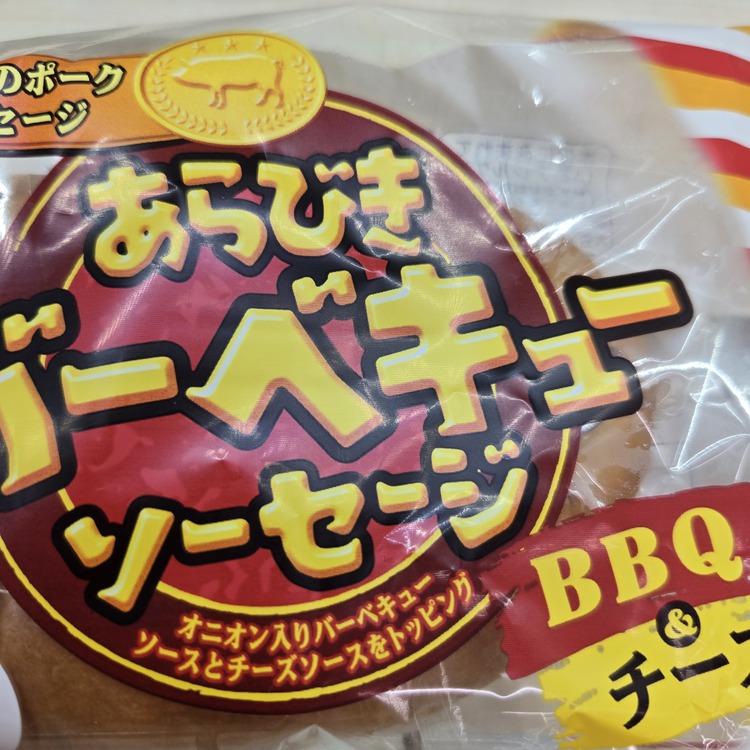 のポーク
セージ
あらびき
バーベキュー
ソーセージ
オニオン入りバーベキュー
ソースとチーズソースをトッピング
BBQ
&
チーズ